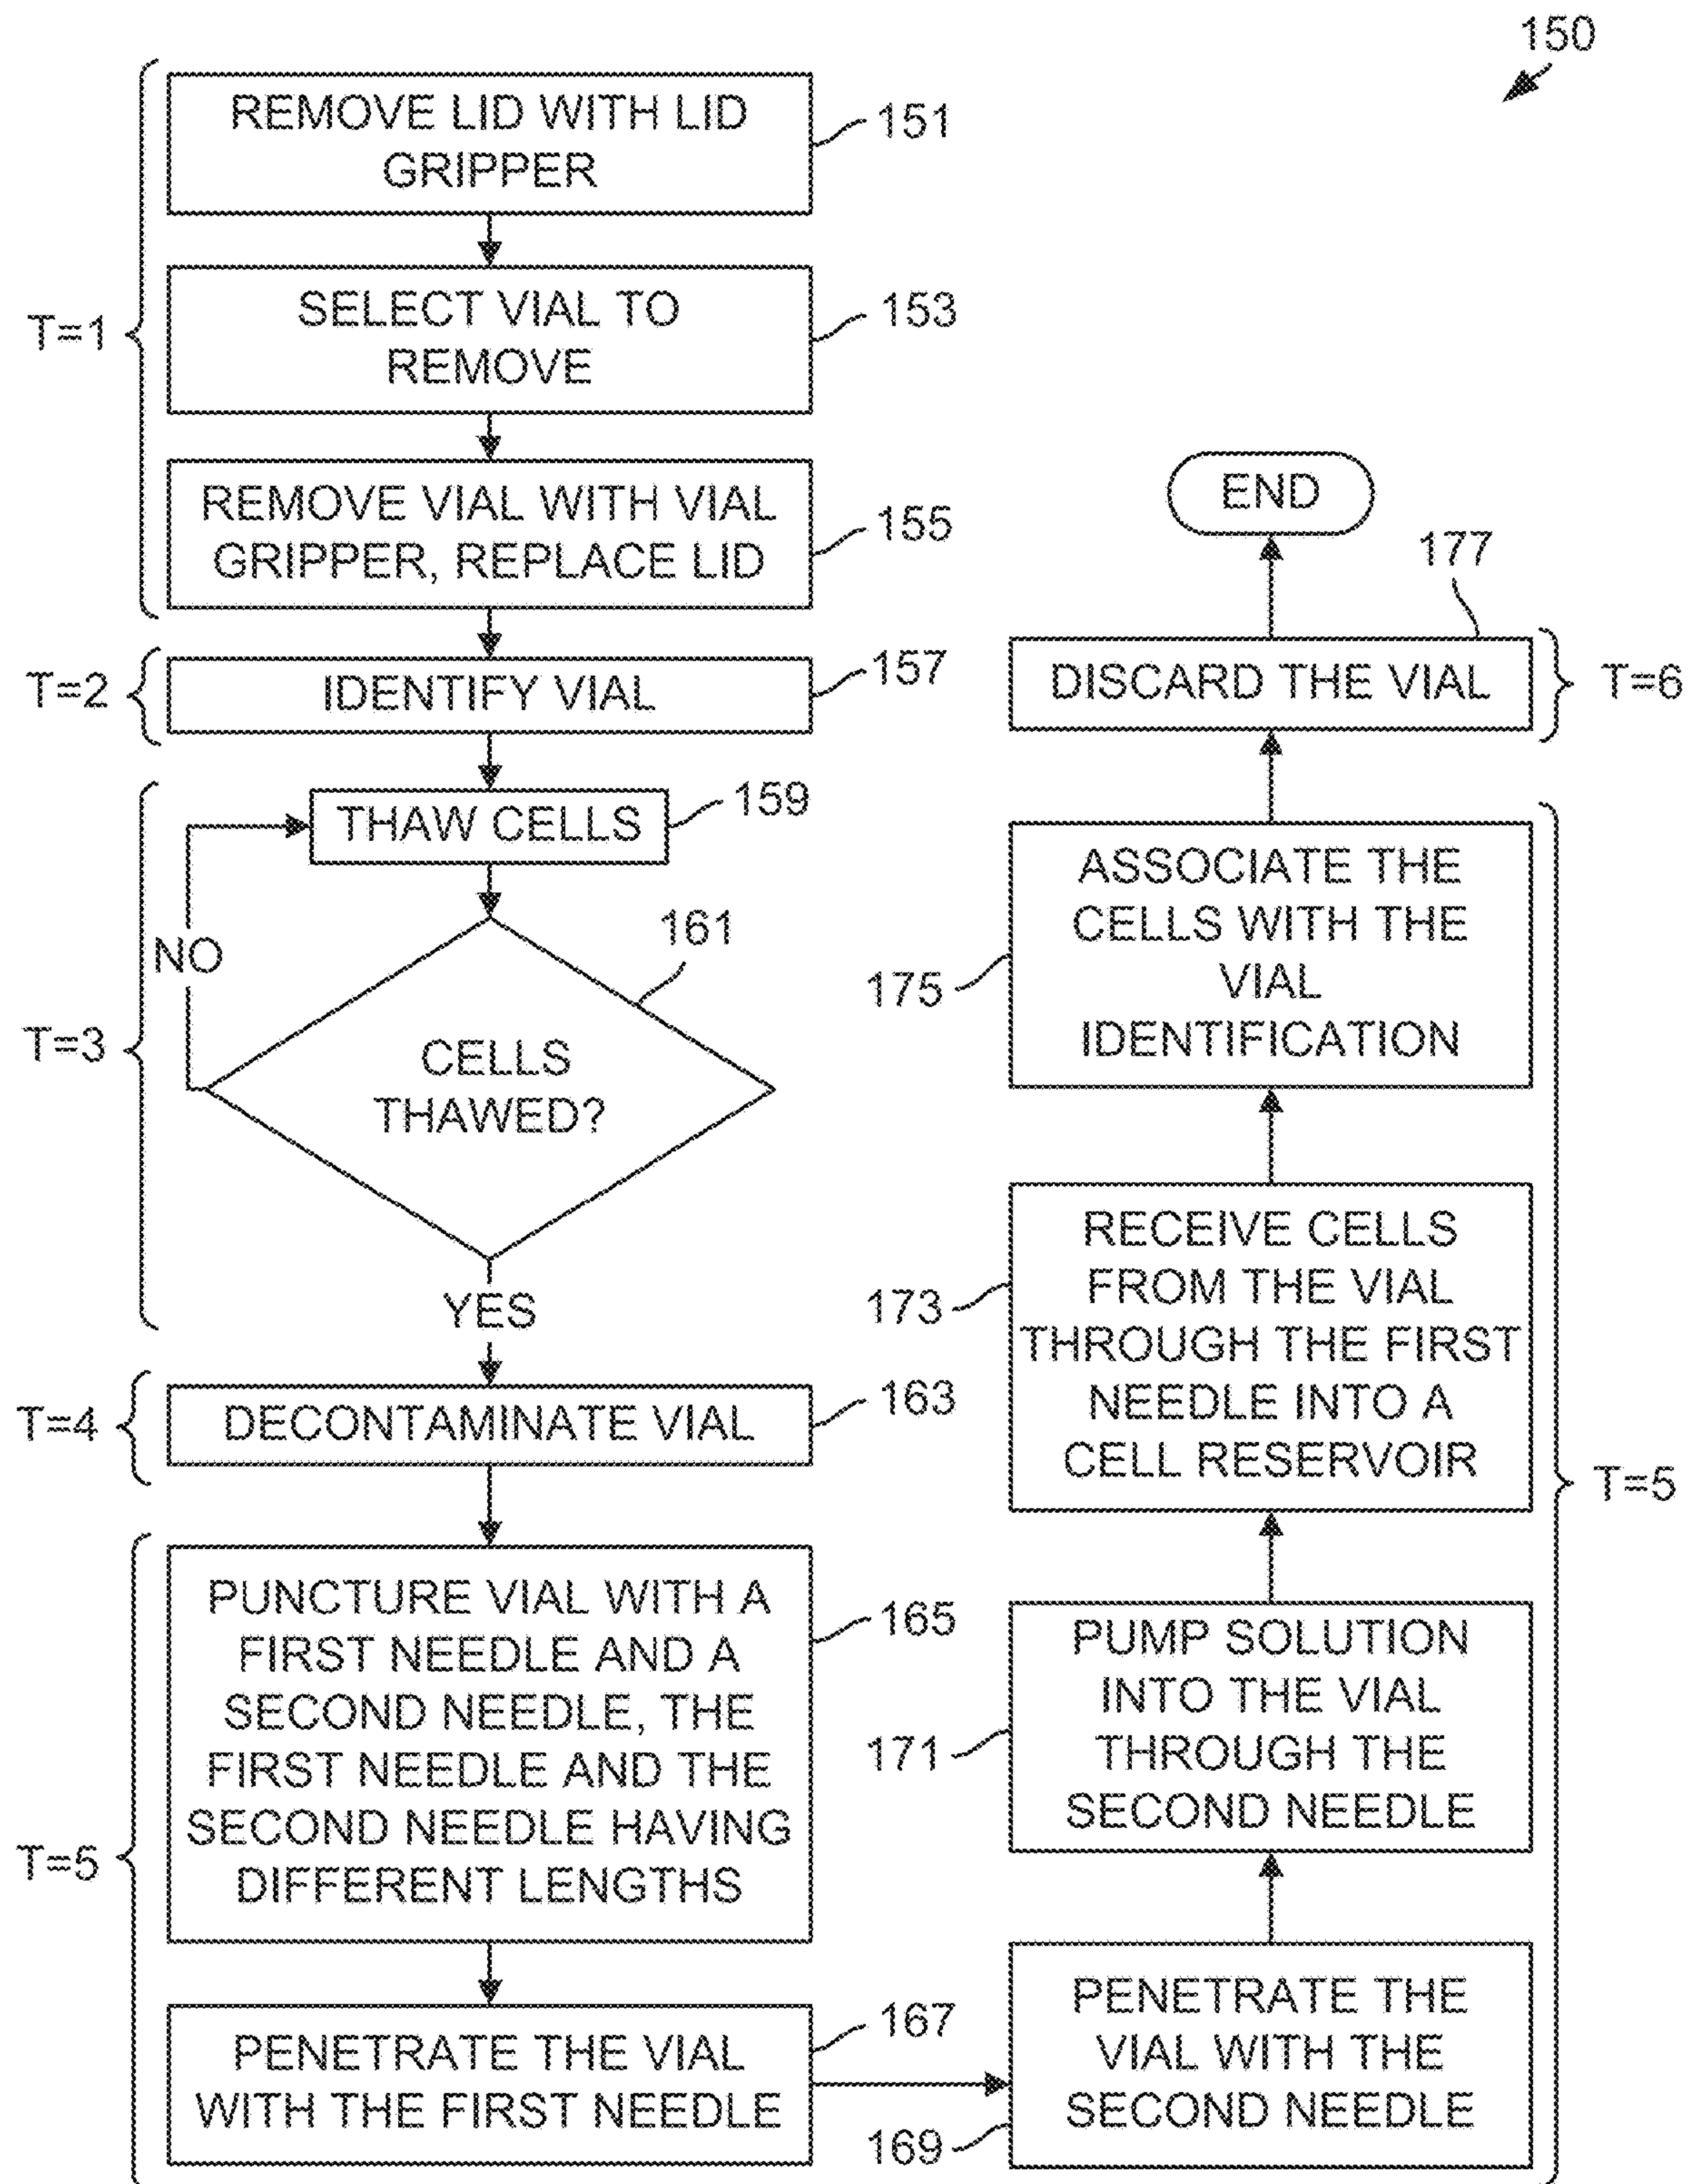 150
REMOVE LID WITH LID
GRIPPER
151
T=1
SELECT VIAL TO
REMOVE
153
REMOVE VIAL WITH VIAL
GRIPPER, REPLACE LID
155
T=2
IDENTIFY VIAL
157
T=3
THAW CELLS
159
NO
161
CELLS
THAWED?
YES
T=4
DECONTAMINATE VIAL
163
T=5
PUNCTURE VIAL WITH A
FIRST NEEDLE AND A
SECOND NEEDLE, THE
FIRST NEEDLE AND THE
SECOND NEEDLE HAVING
DIFFERENT LENGTHS
165
PENETRATE THE VIAL
WITH THE FIRST NEEDLE
167
PENETRATE THE
VIAL WITH THE
SECOND NEEDLE
169
PUMP SOLUTION
INTO THE VIAL
THROUGH THE
SECOND NEEDLE
171
RECEIVE CELLS
FROM THE VIAL
THROUGH THE FIRST
NEEDLE INTO A
CELL RESERVOIR
173
T=5
ASSOCIATE THE
CELLS WITH THE
VIAL
IDENTIFICATION
175
DISCARD THE VIAL
177
T=6
END